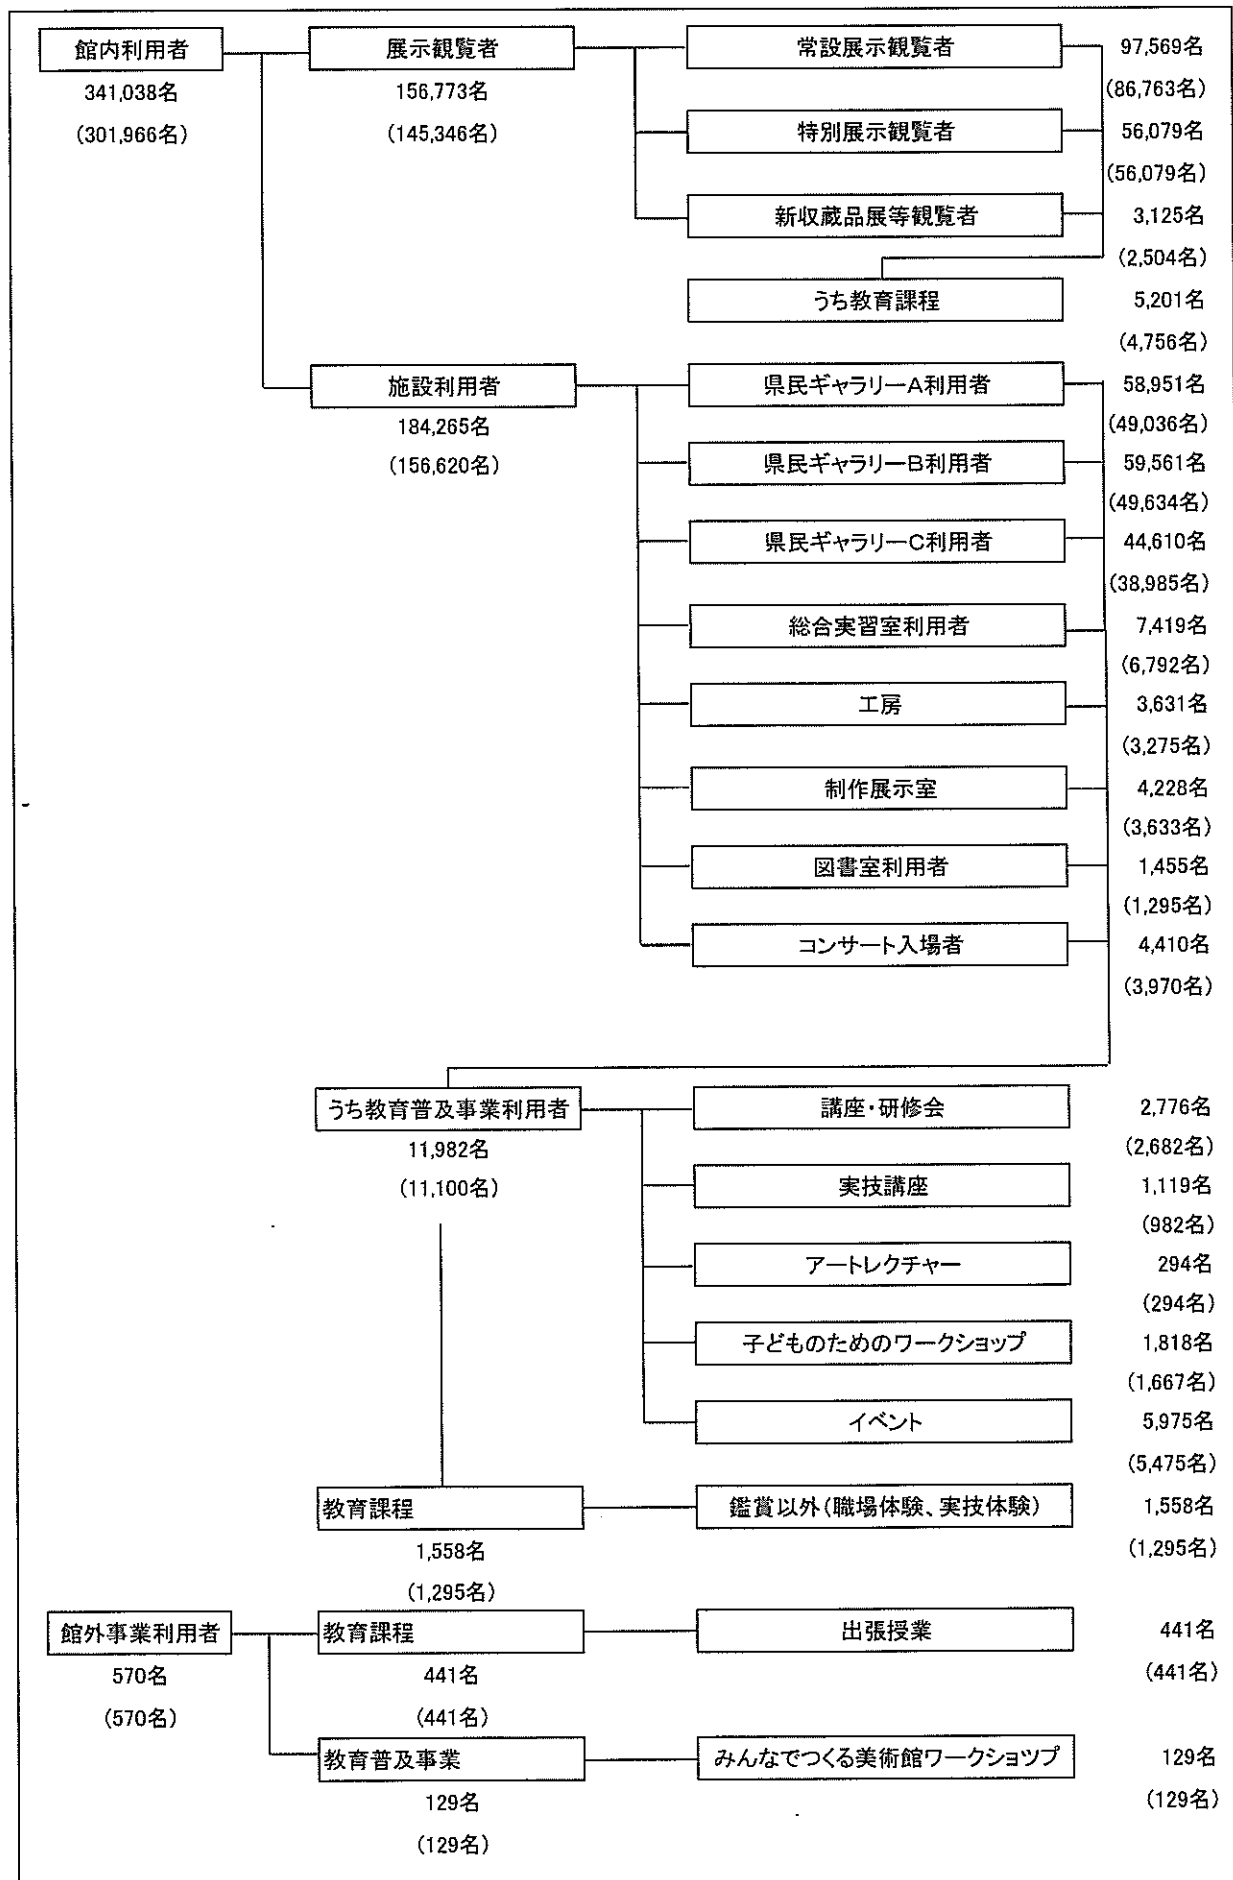 館内利用者 展示観覧者 常設展示観覧者 97,569名
341,038名 156,773名 (86,763名)
(301,966名) (145,346名) 特別展示観覧者 56,079名
(56,079名)
新収蔵品展等観覧者 3,125名
(2,504名)
うち教育課程 5,201名
(4,756名)
施設利用者 県民ギャラリーA利用者 58,951名
184,265名 (49,036名)
(156,620名) 県民ギャラリーB利用者 59,561名
(49,634名)
県民ギャラリーC利用者 44,610名
(38,985名)
総合実習室利用者 7,419名
(6,792名)
工房 3,631名
(3,275名)
制作展示室 4,228名
(3,633名)
図書室利用者 1,455名
(1,295名)
コンサート入場者 4,410名
(3,970名)
うち教育普及事業利用者 講座・研修会 2,776名
11,982名 (2,682名)
(11,100名) 実技講座 1,119名
(982名)
アートレクチャー 294名
(294名)
子どものためのワークショップ 1,818名
(1,667名)
イベント 5,975名
(5,475名)
教育課程 鑑賞以外(職場体験、実技体験) 1,558名
1,558名 (1,295名)
(1,295名)
館外事業利用者 教育課程 出張授業 441名
570名 441名 (441名)
(570名) (441名)
教育普及事業 みんなでつくる美術館ワークショツプ 129名
129名 (129名)
(129名)